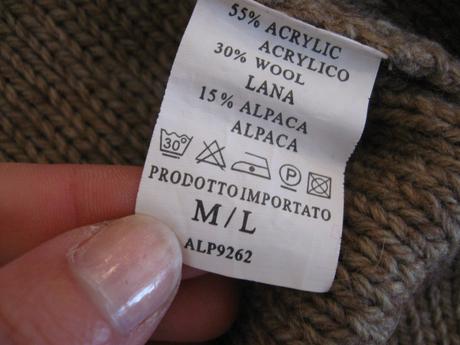 55% ACRYLIC
ACRYLICO
30% WOOL
LANA
15% ALPACA
ALPACA
30° P
PRODOTTO IMPORTATO
M/L
ALP9262